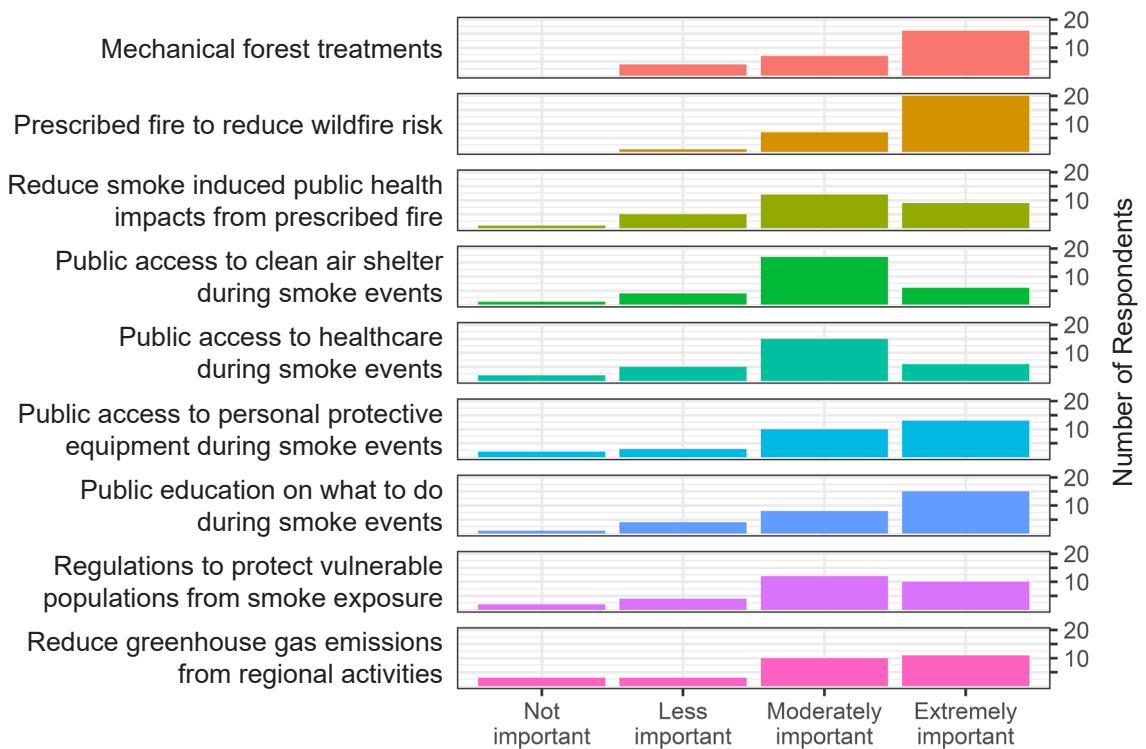 Mechanical forest treatments
20
10
Prescribed fire to reduce wildfire risk
20
10
Reduce smoke induced public health
impacts from prescribed fire
20
10
Public access to clean air shelter
during smoke events
20
10
Public access to healthcare
during smoke events
20
10
Public access to personal protective
equipment during smoke events
20
10
Public education on what to do
during smoke events
20
10
Regulations to protect vulnerable
populations from smoke exposure
20
10
Reduce greenhouse gas emissions
from regional activities
20
10
Number of Respondents
Not
important
Less
important
Moderately
important
Extremely
important